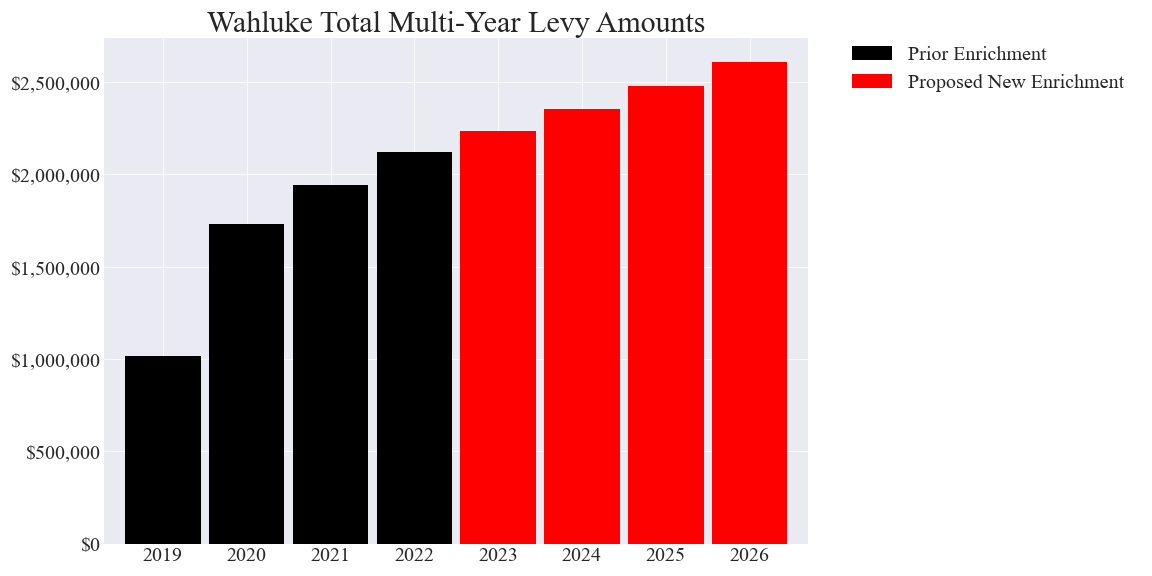 Wahluke Total Multi-Year Levy Amounts
Prior Enrichment
Proposed New Enrichment
$2,500,000
$2,000,000
$1,500,000
$1,000,000
$500,000
$0
2019 2020 2021 2022 2023 2024 2025 2026